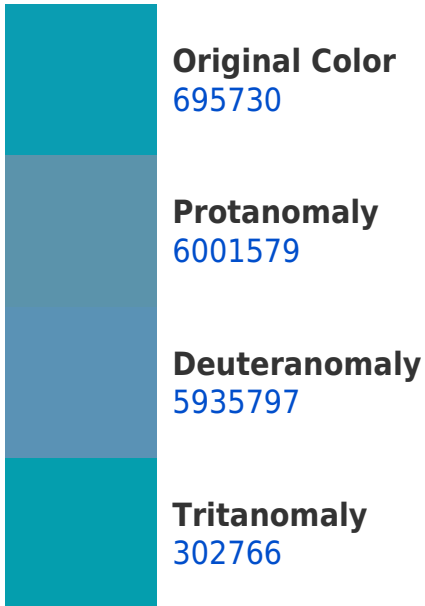 Original Color
695730
Protanomaly
6001579
Deuteranomaly
5935797
Tritanomaly
302766